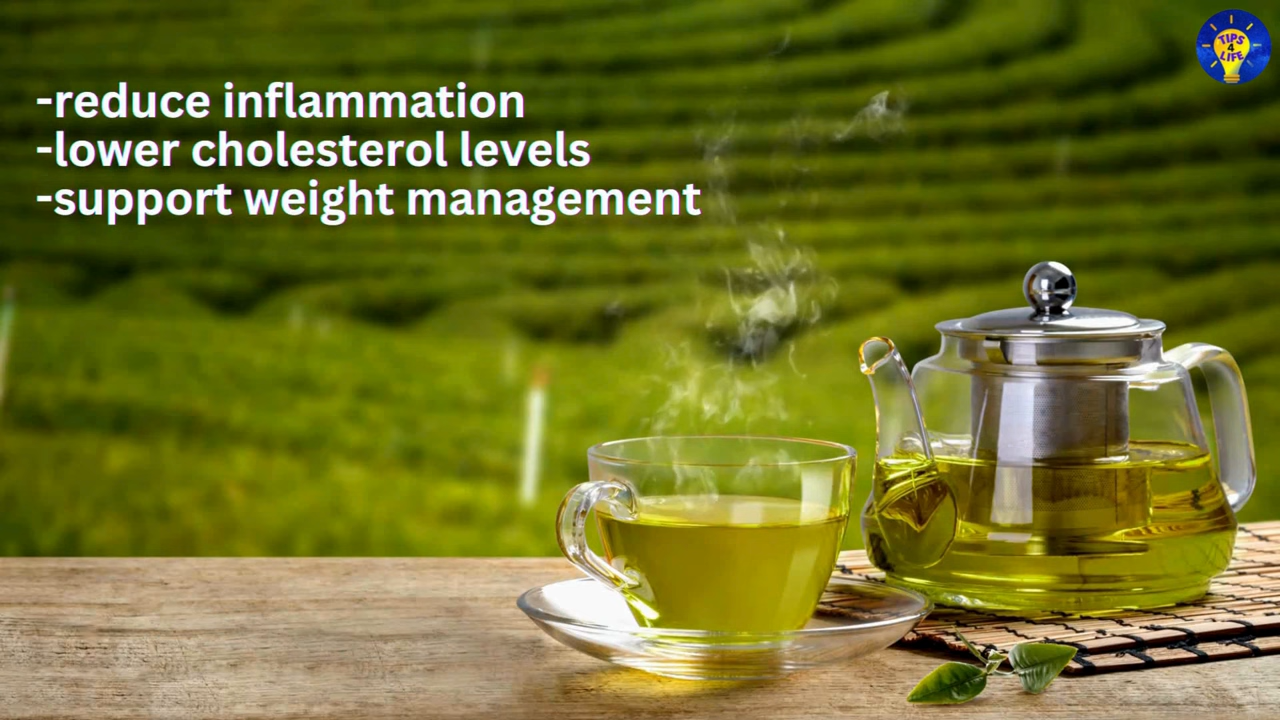 -reduce inflammation
-lower cholesterol levels
-support weight management
TIPS
4
LIFE